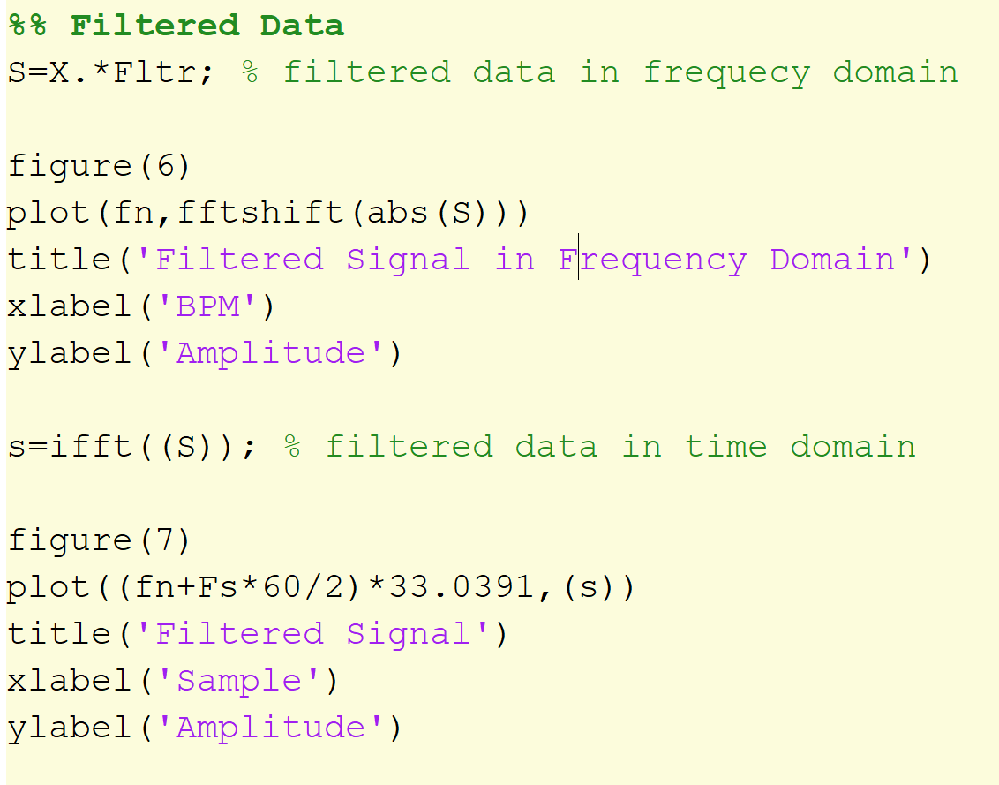 %% Filtered Data
S=X.*Fltr; % filtered data in frequecy domain
figure(6)
plot(fn,fftshift(abs(S)))
title('Filtered Signal in Frequency Domain')
xlabel('BPM')
ylabel('Amplitude')
s=ifft((S)); % filtered data in time domain
figure(7)
plot((fn+Fs*60/2)*33.0391,(s))
title('Filtered Signal')
xlabel('Sample')
ylabel('Amplitude')